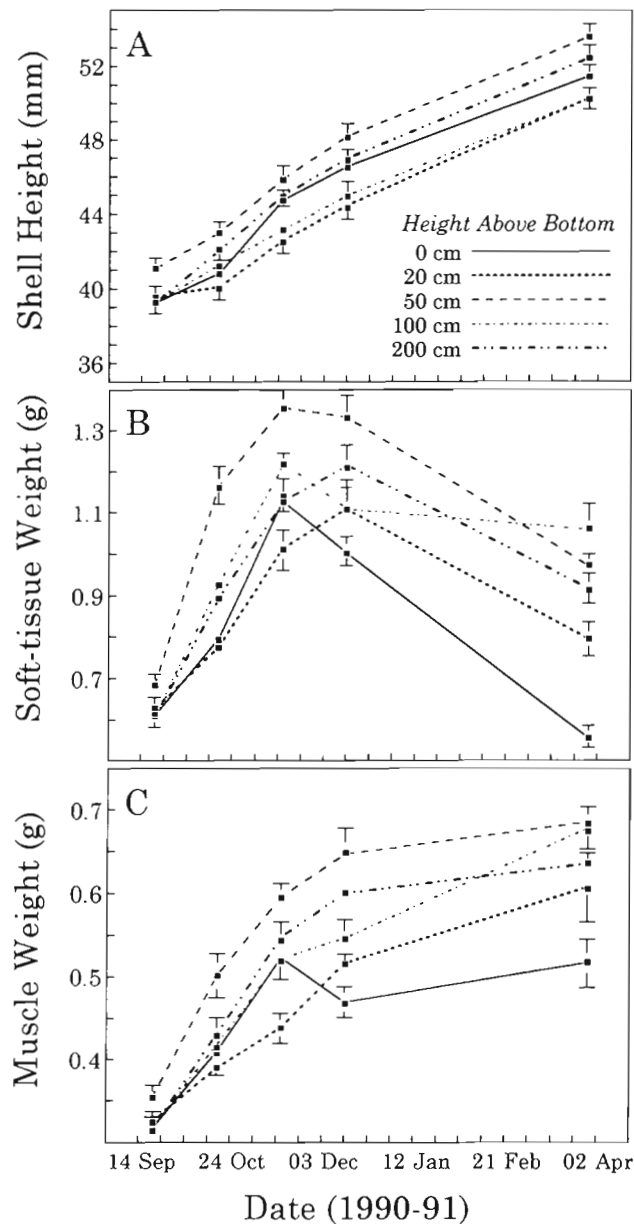 A
Shell Height (mm)
52
48
44
40
36
Height Above Bottom
0 cm
20 cm
50 cm
100 cm
200 cm
B
Soft-tissue Weight (g)
1.3
1.1
0.9
0.7
C
Muscle Weight (g)
0.7
0.6
0.5
0.4
14 Sep 24 Oct 03 Dec 12 Jan 21 Feb 02 Apr
Date (1990-91)